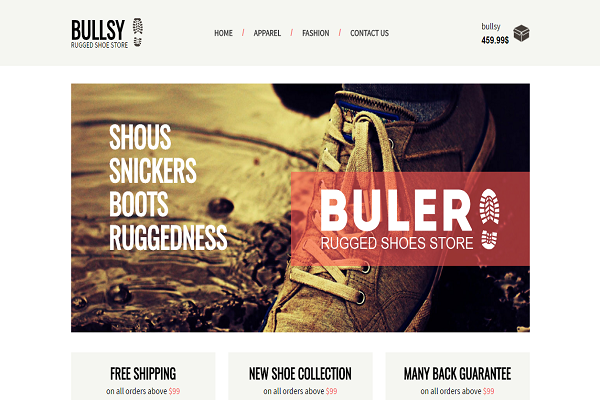 BULLSY
RUGGED SHOE STORE
HOME / APPAREL / FASHION / CONTACT US
bullsy
459.99$
SHOUS
SNICKERS
BOOTS
RUGGEDNESS
BULER
RUGGED SHOES STORE
FREE SHIPPING
on all orders above $99
NEW SHOE COLLECTION
on all orders above $99
MANY BACK GUARANTEE
on all orders above $99